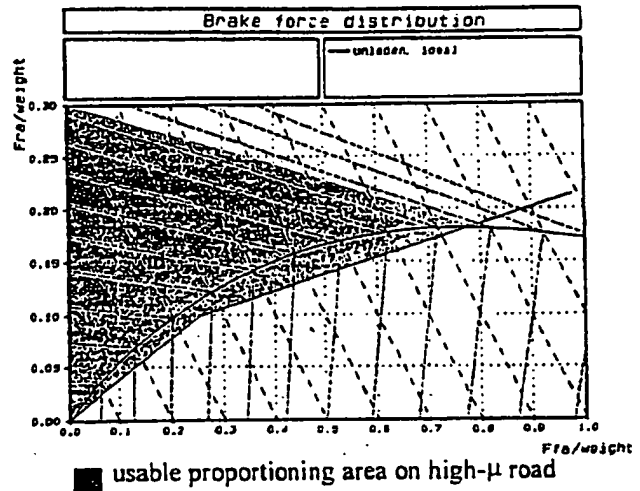 Brake force distribution
unladen, ideal
Fra/weight
0.30
0.25
0.20
0.15
0.10
0.05
0.00
0.0 0.1 0.2 0.3 0.4 0.5 0.6 0.7 0.8 0.9 1.0
Ffa/weight
usable proportioning area on high-μ road